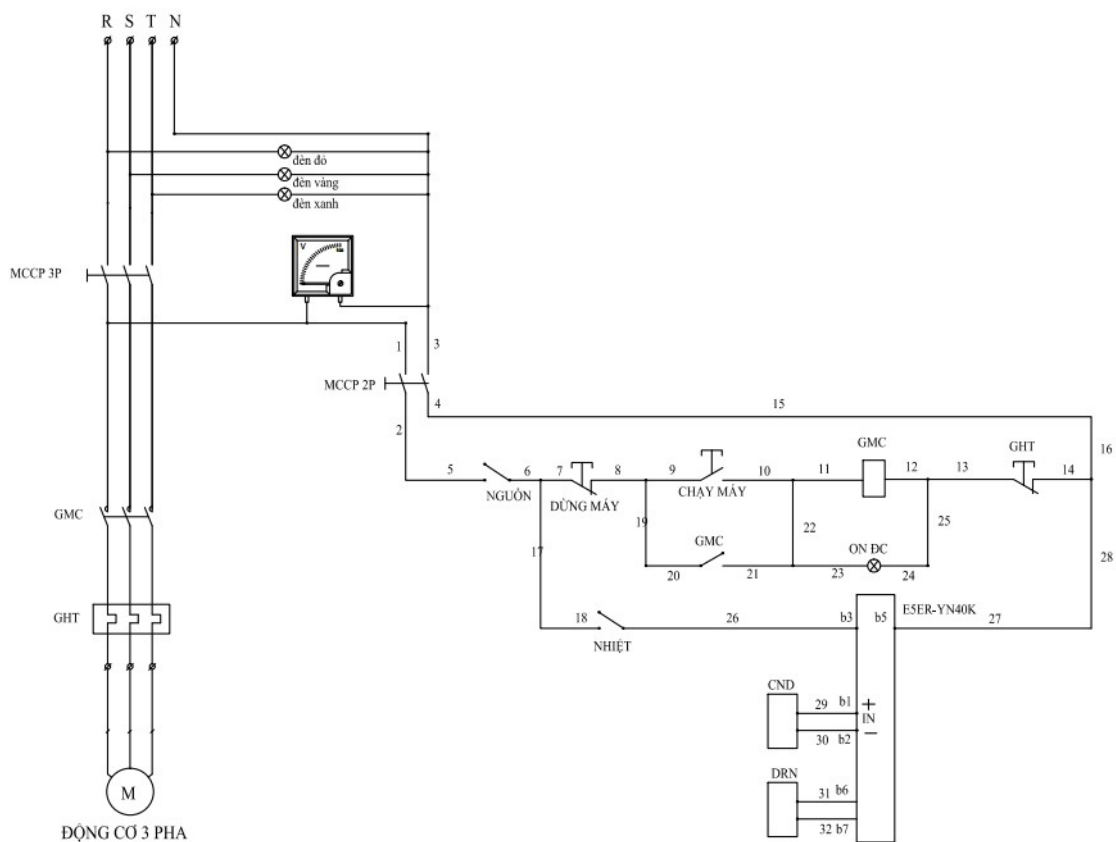 R S T N
đèn đỏ
đèn vàng
đèn xanh
V
MCCP 3P
1
3
MCCP 2P
4
15
2
GMC
GHT
16
5
6
7
8
9
10
11
12
13
14
NGUỒN
DỪNG MÁY
CHẠY MÁY
GMC
19
22
25
GMC
ON ĐC
17
20
21
23
24
28
E5ER-YN40K
GHT
18
26
b3
b5
27
NHIỆT
CND
29
b1
+
IN
30
b2
−
DRN
31
b6
M
32
b7
ĐỘNG CƠ 3 PHA